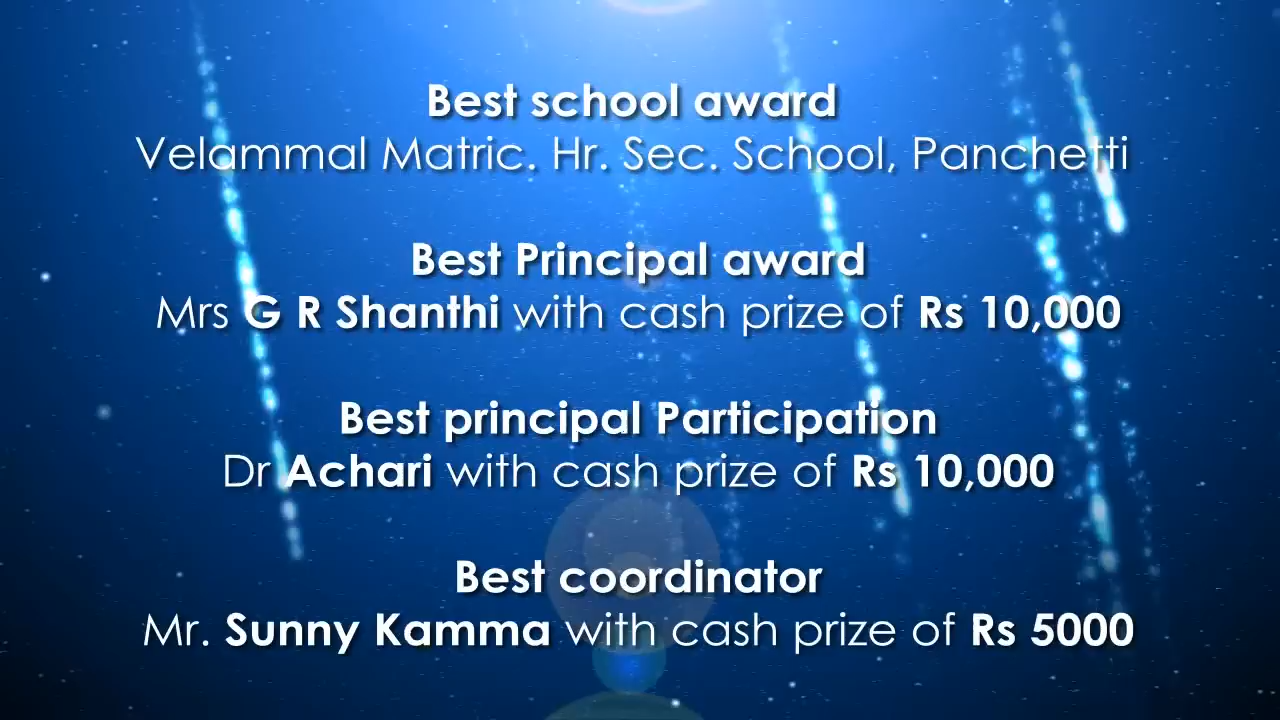 Best school award
Velammal Matric. Hr. Sec. School, Panchetti
Best Principal award
Mrs G R Shanthi with cash prize of Rs 10,000
Best principal Participation
Dr Achari with cash prize of Rs 10,000
Best coordinator
Mr. Sunny Kamma with cash prize of Rs 5000